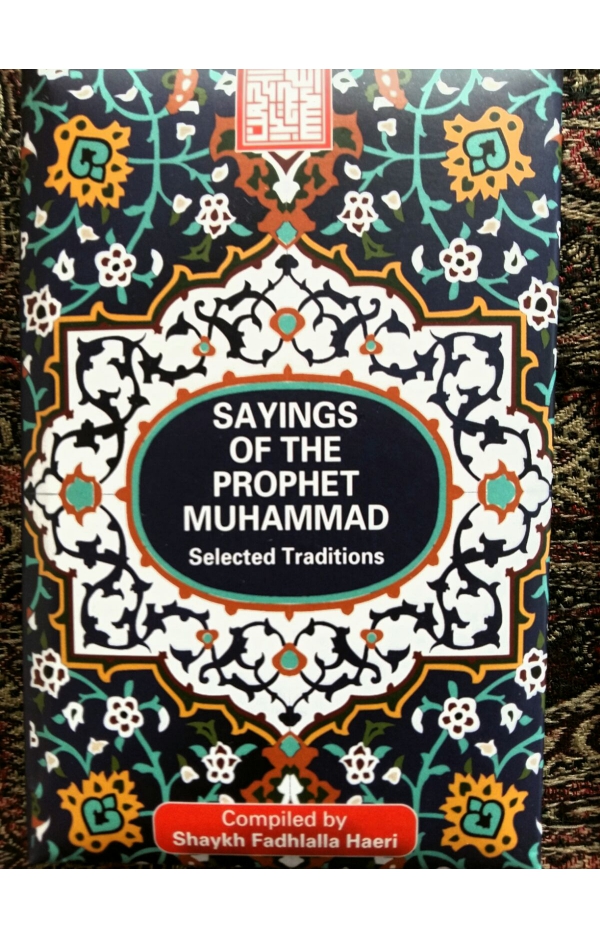 SAYINGS
OF THE
PROPHET
MUHAMMAD
Selected Traditions
Compiled by
Shaykh Fadhlalla Haeri